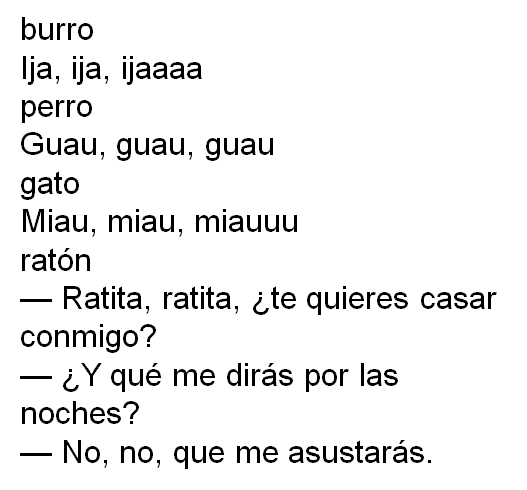 burro
Ija, ija, ijaaaa
perro
Guau, guau, guau
gato
Miau, miau, miauuu
ratón
— Ratita, ratita, ¿te quieres casar
conmigo?
— ¿Y qué me dirás por las
noches?
— No, no, que me asustarás.